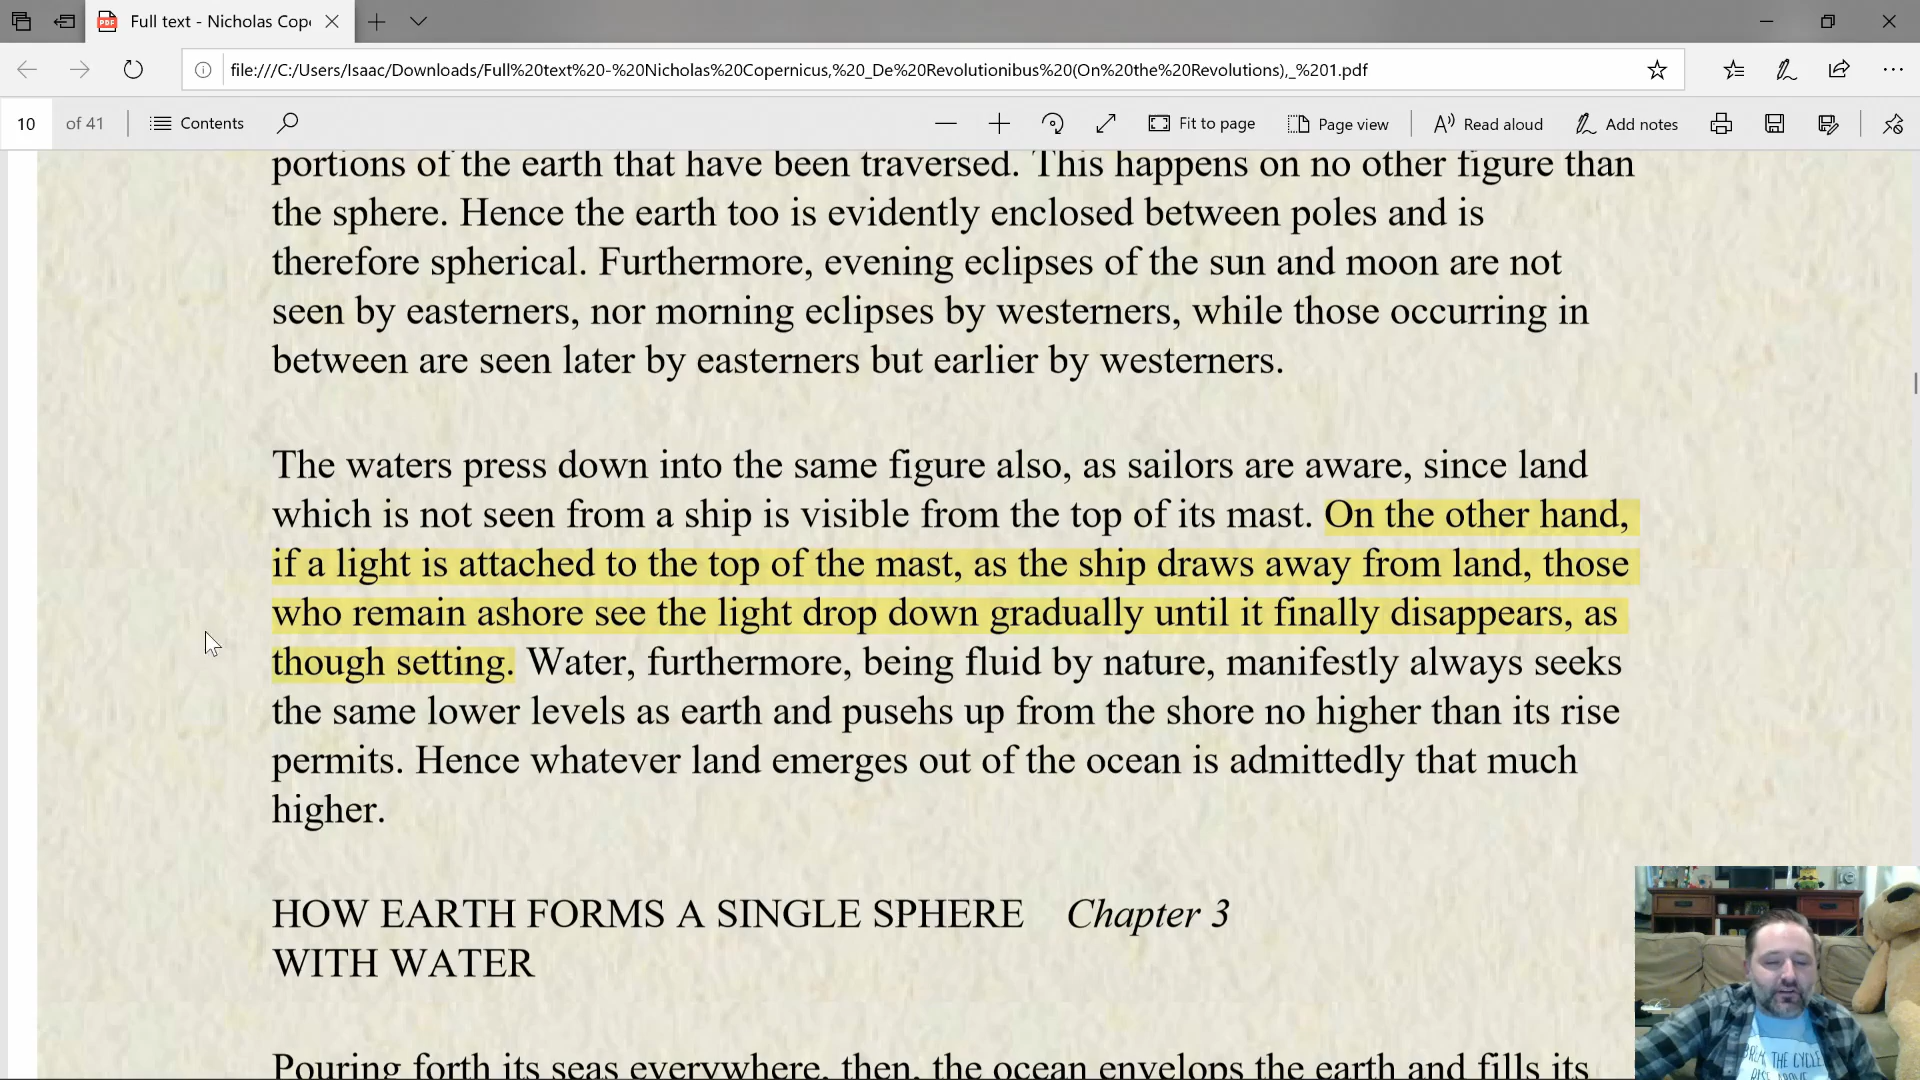 Full text - Nicholas Cop
file:///C:/Users/Isaac/Downloads/Full%20text%20-%20Nicholas%20Copernicus,%20_De%20Revolutionibus%20(On%20the%20Revolutions),_%201.pdf
10 of 41 Contents Fit to page Page view Read aloud Add notes
portions of the earth that have been traversed. This happens on no other figure than
the sphere. Hence the earth too is evidently enclosed between poles and is
therefore spherical. Furthermore, evening eclipses of the sun and moon are not
seen by easterners, nor morning eclipses by westerners, while those occurring in
between are seen later by easterners but earlier by westerners.
The waters press down into the same figure also, as sailors are aware, since land
which is not seen from a ship is visible from the top of its mast. On the other hand,
if a light is attached to the top of the mast, as the ship draws away from land, those
who remain ashore see the light drop down gradually until it finally disappears, as
though setting. Water, furthermore, being fluid by nature, manifestly always seeks
the same lower levels as earth and pusehs up from the shore no higher than its rise
permits. Hence whatever land emerges out of the ocean is admittedly that much
higher.
HOW EARTH FORMS A SINGLE SPHERE Chapter 3
WITH WATER
Pouring forth its seas everywhere, then, the ocean envelops the earth and fills its
BREAK THE CYCLE
RISE ABOVE